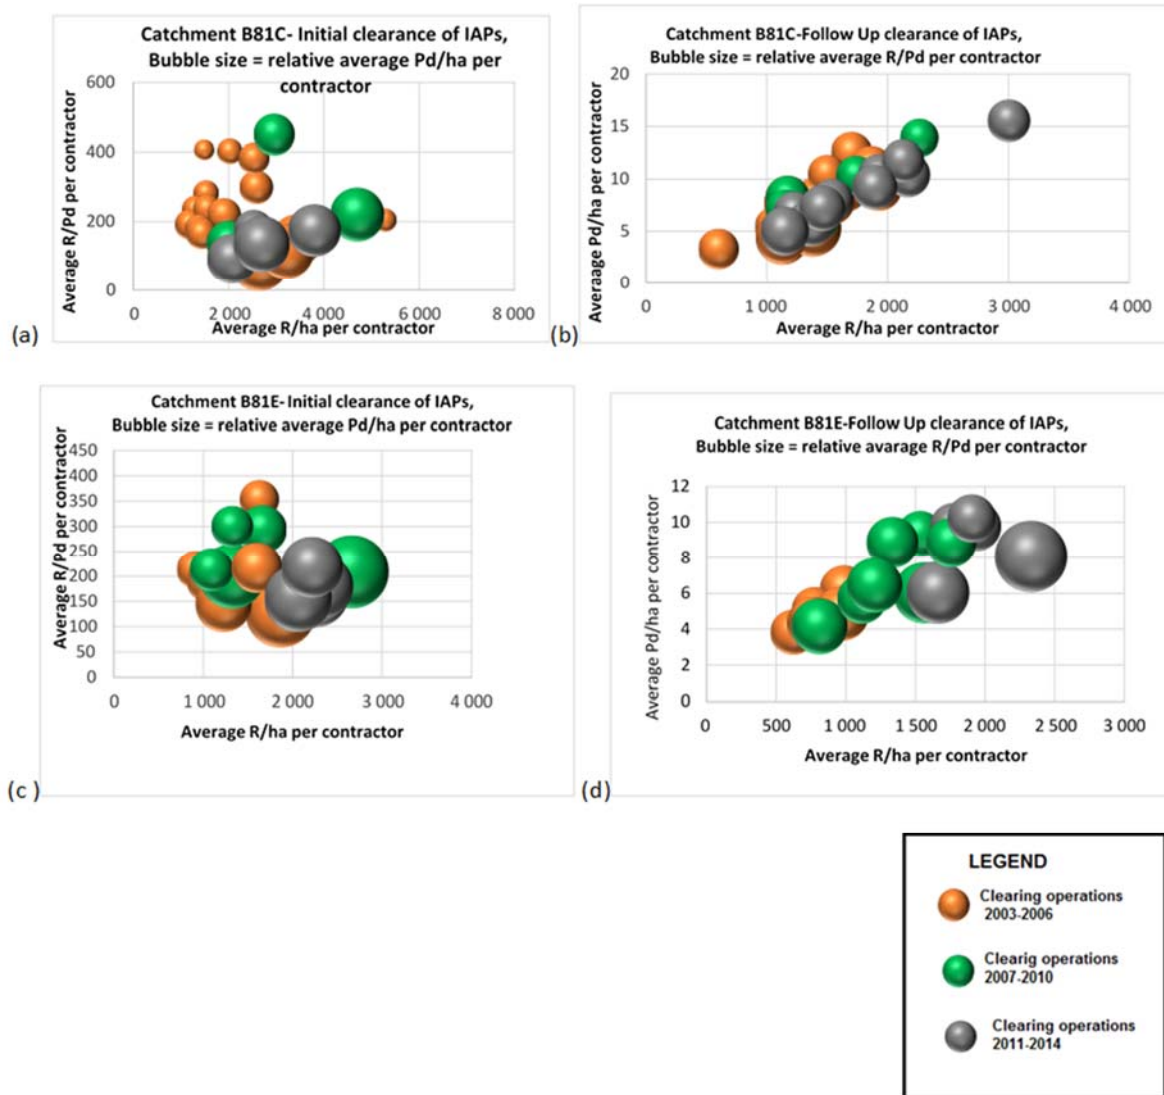 Catchment B81C- Initial clearance of IAPs,
Bubble size = relative average Pd/ha per
contractor
600
400
200
0
0
2 000
4 000
6 000
8 000
Average R/Pd per contractor
Average R/ha per contractor
(a)
Catchment B81C-Follow Up clearance of IAPs,
Bubble size = relative average R/Pd per contractor
20
15
10
5
0
0
1 000
2 000
3 000
4 000
Averaage Pd/ha per contractor
Average R/ha per contractor
(b)
Catchment B81E- Initial clearance of IAPs,
Bubble size = relative average Pd/ha per contractor
450
400
350
300
250
200
150
100
50
0
0
1 000
2 000
3 000
4 000
Average R/Pd per contractor
Average R/ha per contractor
(c )
Catchment B81E-Follow Up clearance of IAPs,
Bubble size = relative avarage R/Pd per contractor
12
10
8
6
4
2
0
0
500
1 000
1 500
2 000
2 500
3 000
Average Pd/ha per contractor
Average R/ha per contractor
(d)
LEGEND
Clearing operations
2003-2006
Clearig operations
2007-2010
Clearing operations
2011-2014